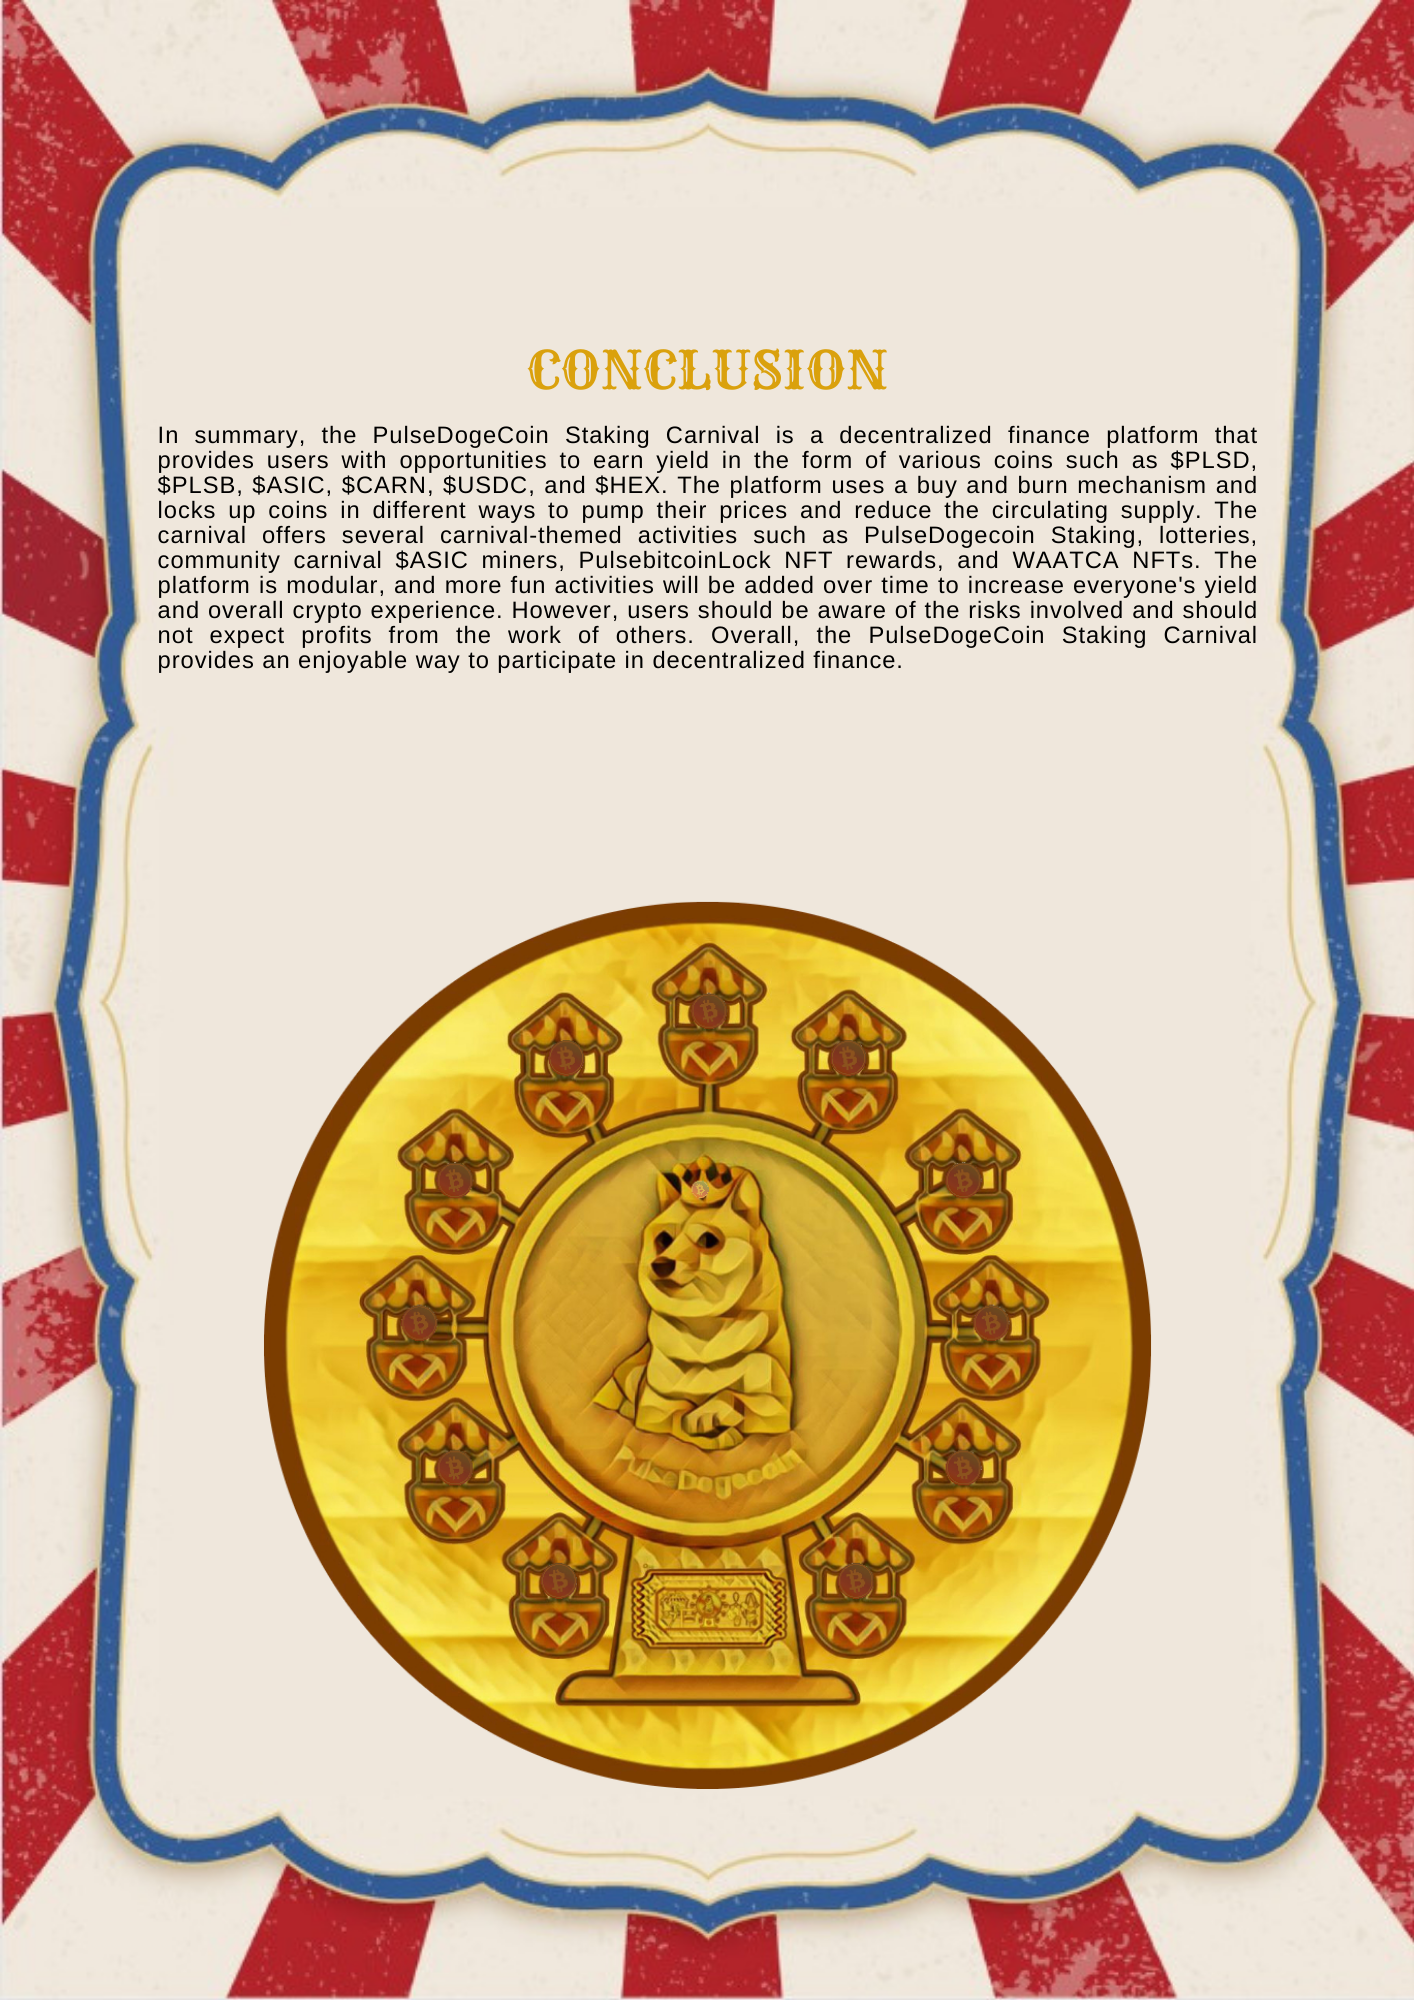 CONCLUSION
In summary, the PulseDogeCoin Staking Carnival is a decentralized finance platform that
provides users with opportunities to earn yield in the form of various coins such as $PLSD,
$PLSB, $ASIC, $CARN, $USDC, and $HEX. The platform uses a buy and burn mechanism and
locks up coins in different ways to pump their prices and reduce the circulating supply. The
carnival offers several carnival-themed activities such as PulseDogecoin Staking, lotteries,
community carnival $ASIC miners, PulsebitcoinLock NFT rewards, and WAATCA NFTs. The
platform is modular, and more fun activities will be added over time to increase everyone's yield
and overall crypto experience. However, users should be aware of the risks involved and should
not expect profits from the work of others. Overall, the PulseDogeCoin Staking Carnival
provides an enjoyable way to participate in decentralized finance.
PulseDogecoin